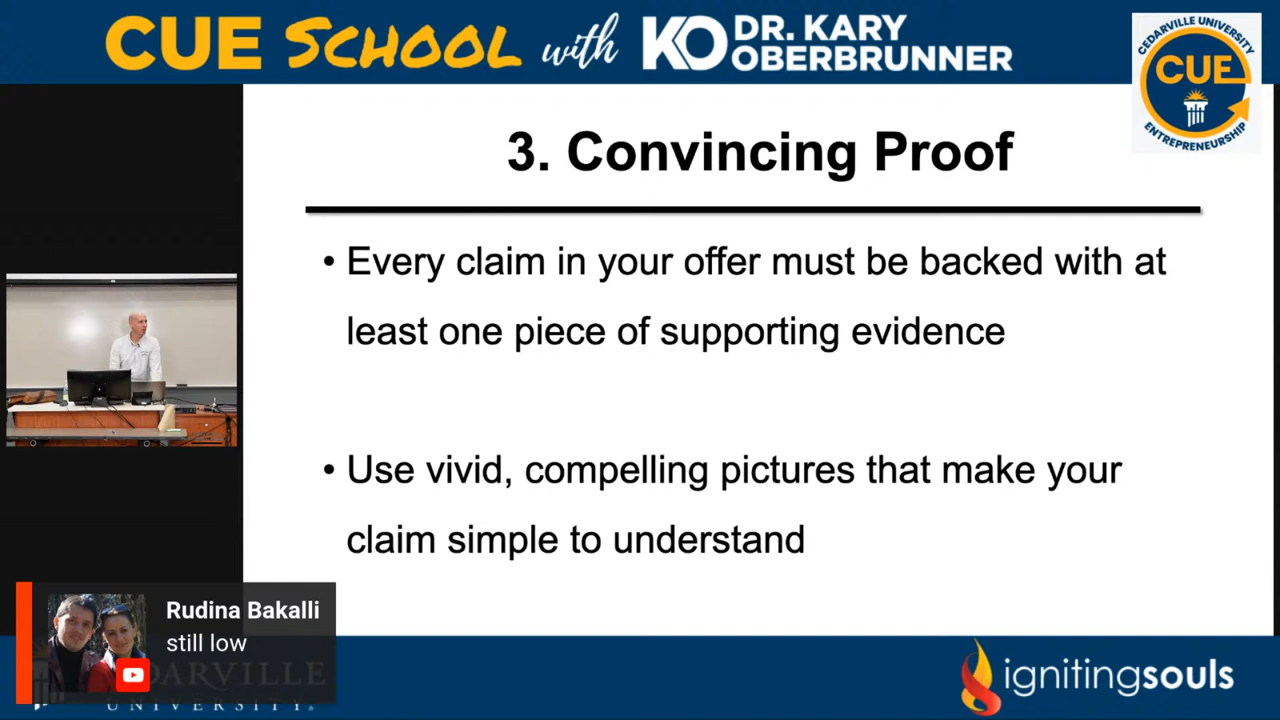 CUE SCHOOL with KO DR. KARY
OBERBRUNNER
CEDARVILLE UNIVERSITY
CUE
ENTREPRENEURSHIP
3. Convincing Proof
• Every claim in your offer must be backed with at
least one piece of supporting evidence
• Use vivid, compelling pictures that make your
claim simple to understand
Rudina Bakalli
still low
DARVILLE
UNIVERSITY®
ignitingsouls